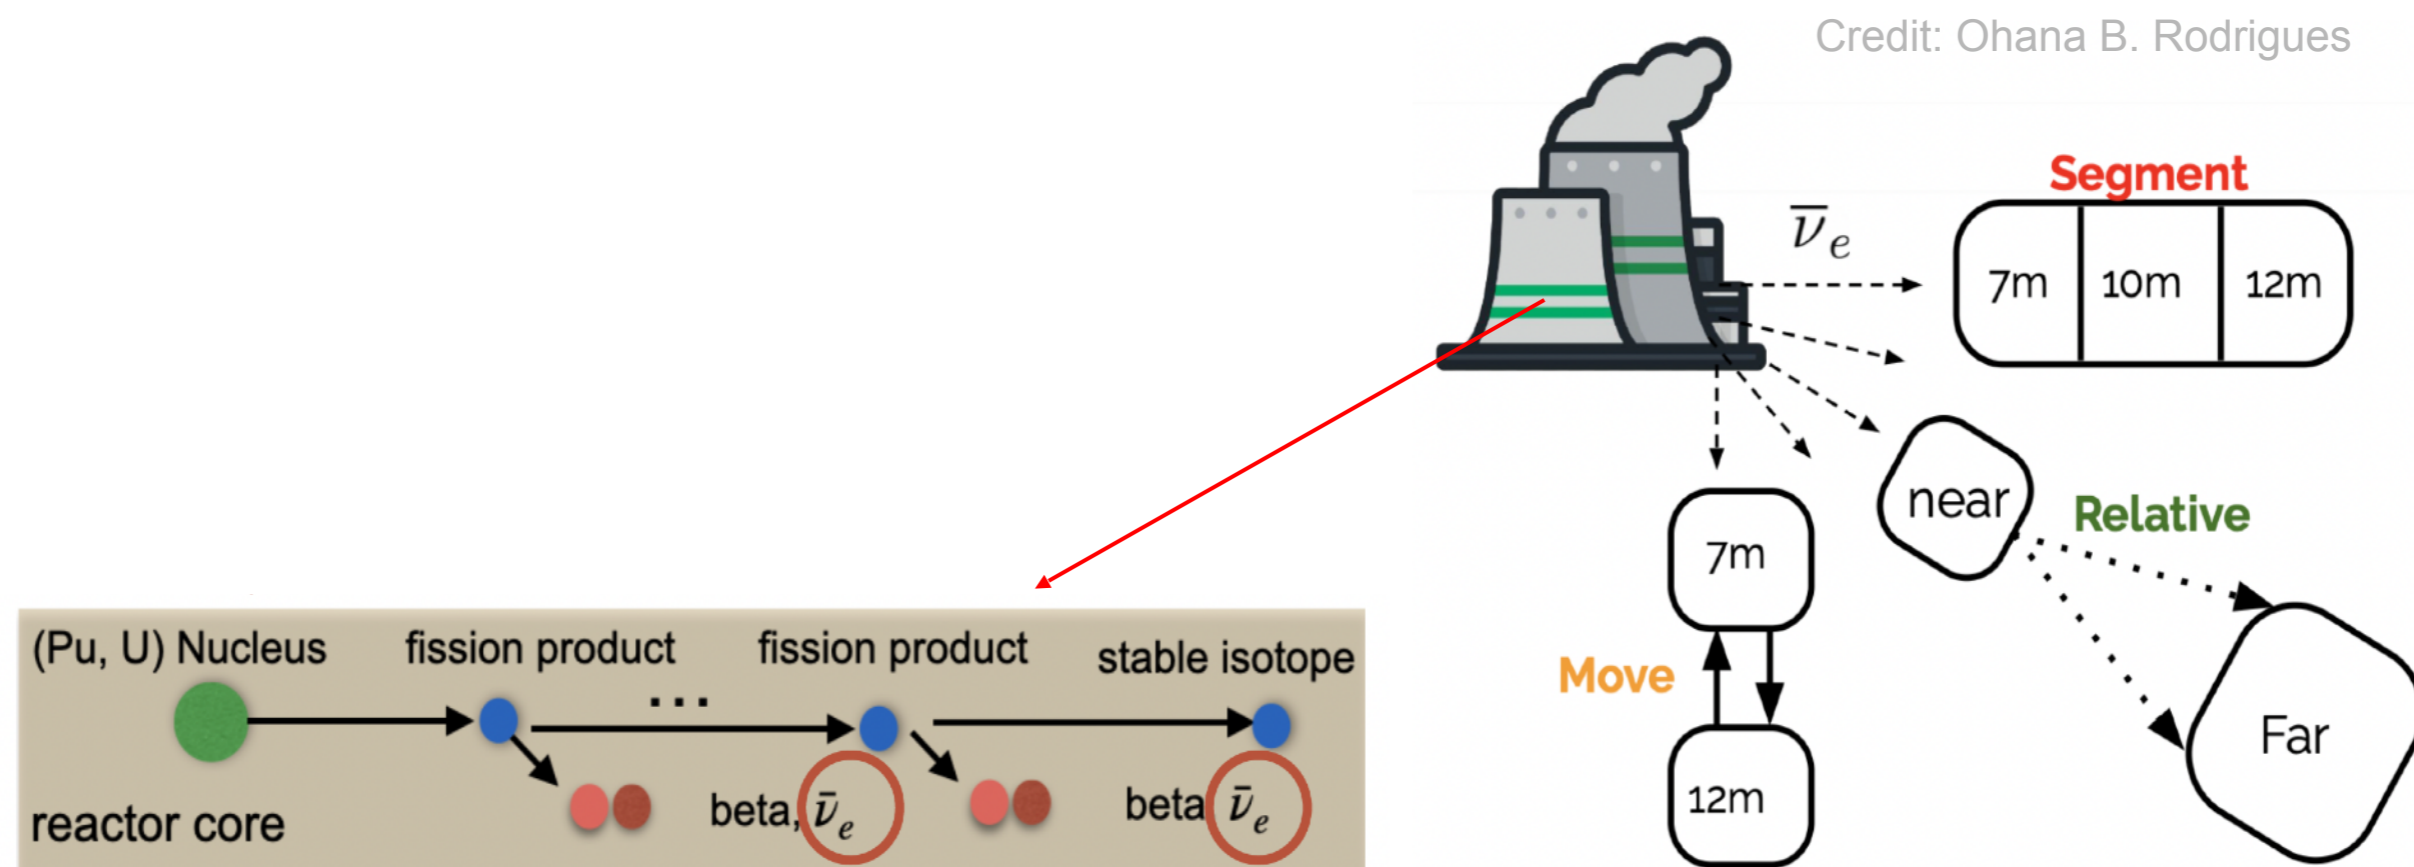 Credit: Ohana B. Rodrigues
Segment
ν̅e
7m 10m 12m
near
Relative
7m
Move
Far
12m
(Pu, U) Nucleus fission product fission product stable isotope
...
reactor core beta, ν̅e beta ν̅e